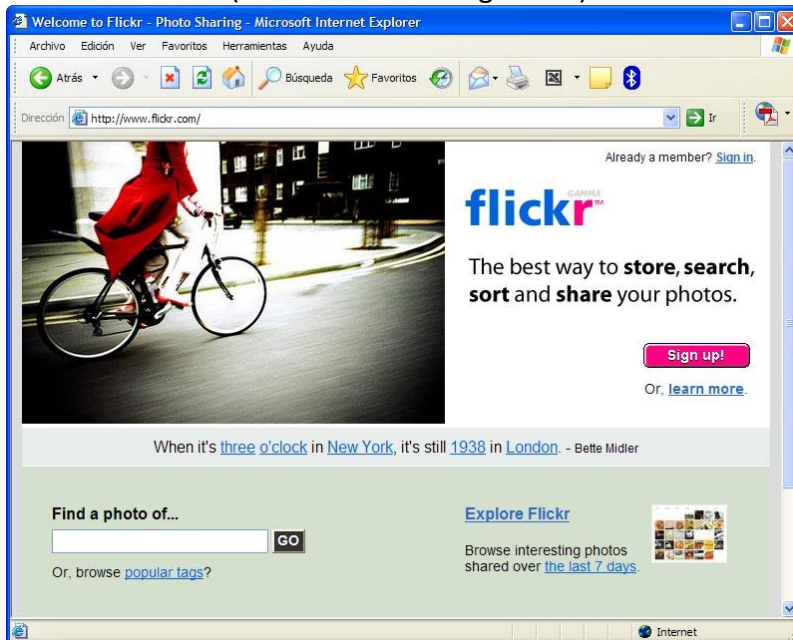 Welcome to Flickr - Photo Sharing - Microsoft Internet Explorer
Archivo Edición Ver Favoritos Herramientas Ayuda
Atrás Búsqueda Favoritos
Dirección http://www.flickr.com/ Ir
Already a member? Sign in.
GAMMA
flickr™
The best way to store, search,
sort and share your photos.
Sign up!
Or, learn more.
When it's three o'clock in New York, it's still 1938 in London. - Bette Midler
Find a photo of...
GO
Or, browse popular tags?
Explore Flickr
Browse interesting photos
shared over the last 7 days.
Internet